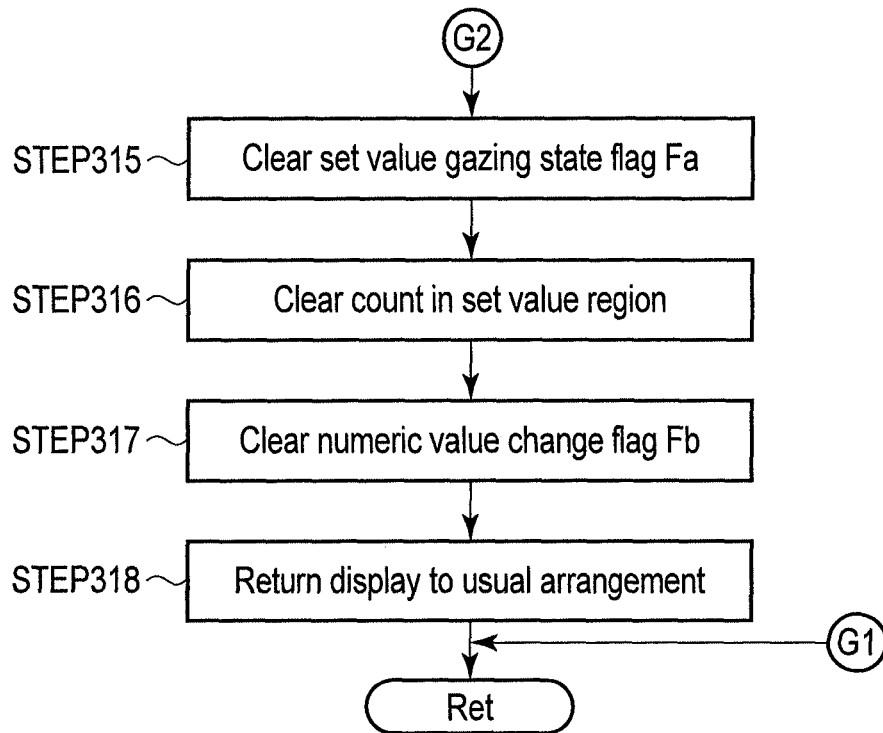 G2
STEP315 Clear set value gazing state flag Fa
STEP316 Clear count in set value region
STEP317 Clear numeric value change flag Fb
STEP318 Return display to usual arrangement
G1
Ret